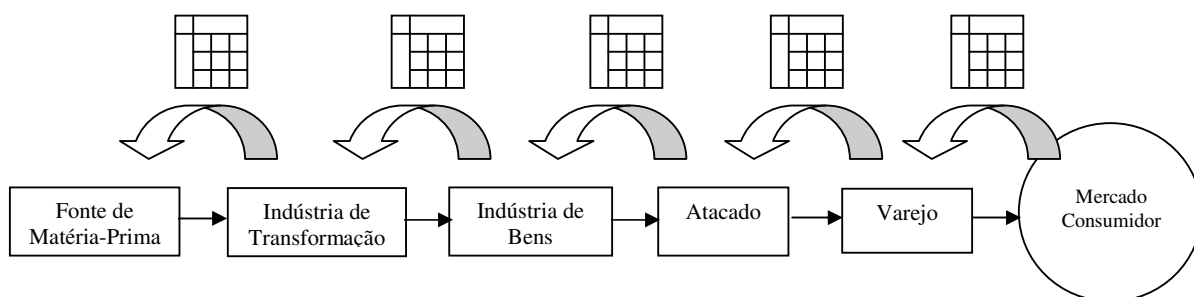 Fonte de
Matéria-Prima
Indústria de
Transformação
Indústria de
Bens
Atacado
Varejo
Mercado
Consumidor